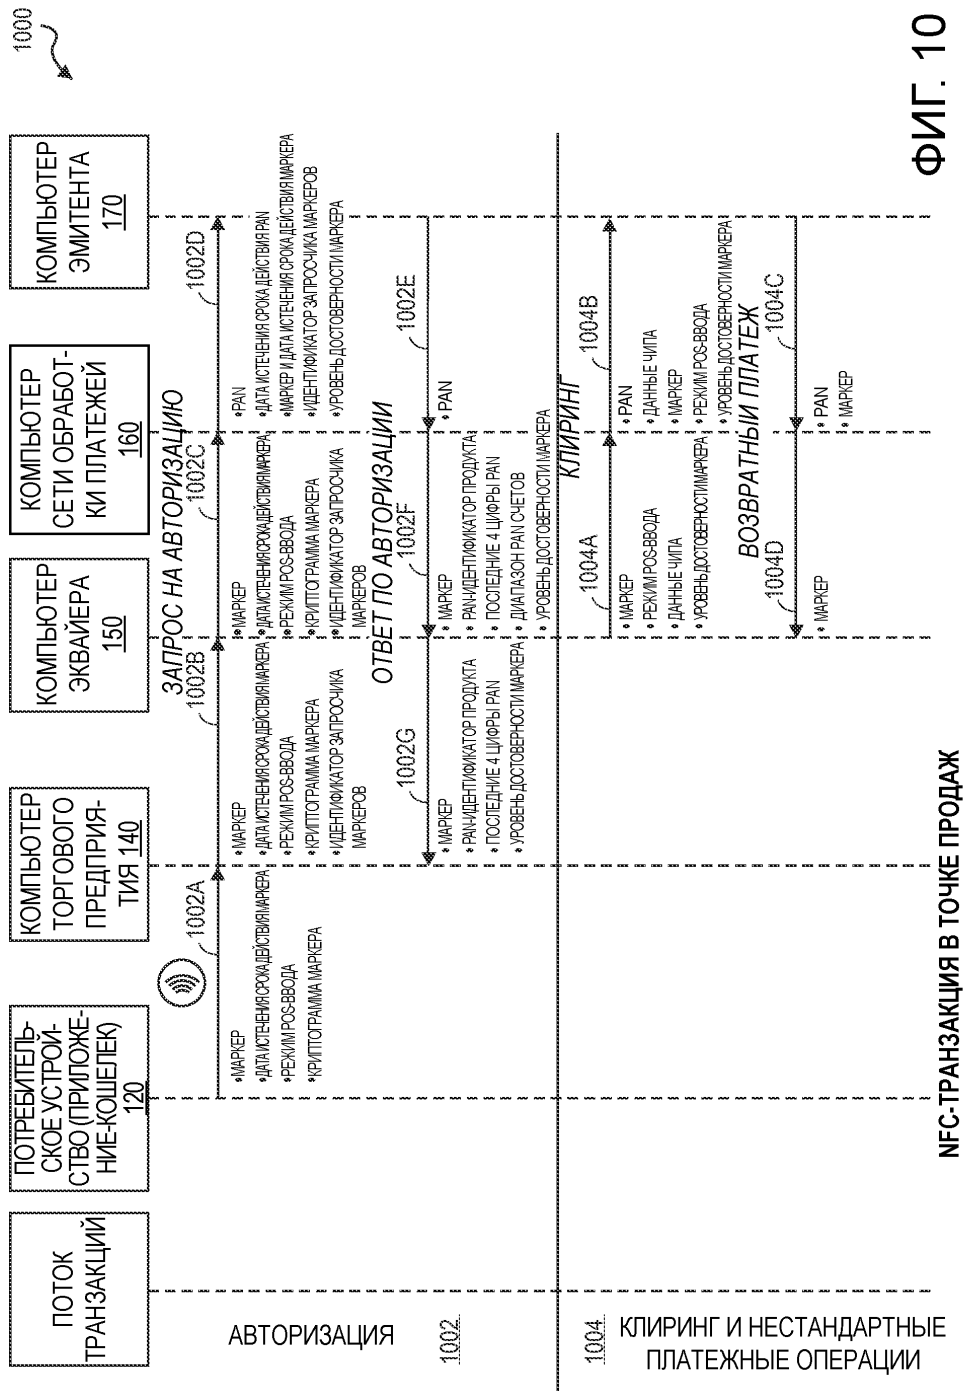 1000
ПОТОК
ТРАНЗАКЦИЙ
ПОТРЕБИТЕЛЬ-
СКОЕ УСТРОЙ-
СТВО (ПРИЛОЖЕ-
НИЕ-КОШЕЛЕК)
120
КОМПЬЮТЕР
ТОРГОВОГО
ПРЕДПРИЯ-
ТИЯ 140
КОМПЬЮТЕР
ЭКВАЙЕРА
150
КОМПЬЮТЕР
СЕТИ ОБРАБОТ-
КИ ПЛАТЕЖЕЙ
160
КОМПЬЮТЕР
ЭМИТЕНТА
170
АВТОРИЗАЦИЯ
1002
ЗАПРОС НА АВТОРИЗАЦИЮ
1002A
• МАРКЕР
• ДАТА ИСТЕЧЕНИЯ СРОКА ДЕЙСТВИЯ МАРКЕРА
• РЕЖИМ POS-ВВОДА
• КРИПТОГРАММА МАРКЕРА
1002B
• МАРКЕР
• ДАТА ИСТЕЧЕНИЯ СРОКА ДЕЙСТВИЯ МАРКЕРА
• РЕЖИМ POS-ВВОДА
• КРИПТОГРАММА МАРКЕРА
• ИДЕНТИФИКАТОР ЗАПРОСЧИКА
МАРКЕРОВ
1002C
• МАРКЕР
• ДАТА ИСТЕЧЕНИЯ СРОКА ДЕЙСТВИЯ МАРКЕРА
• РЕЖИМ POS-ВВОДА
• КРИПТОГРАММА МАРКЕРА
• ИДЕНТИФИКАТОР ЗАПРОСЧИКА
МАРКЕРОВ
1002D
• PAN
• ДАТА ИСТЕЧЕНИЯ СРОКА ДЕЙСТВИЯ PAN
• МАРКЕР И ДАТА ИСТЕЧЕНИЯ СРОКА ДЕЙСТВИЯ МАРКЕРА
• ИДЕНТИФИКАТОР ЗАПРОСЧИКА МАРКЕРОВ
• УРОВЕНЬ ДОСТОВЕРНОСТИ МАРКЕРА
ОТВЕТ ПО АВТОРИЗАЦИИ
1002E
• PAN
1002F
• МАРКЕР
• PAN-ИДЕНТИФИКАТОР ПРОДУКТА
• ПОСЛЕДНИЕ 4 ЦИФРЫ PAN
• ДИАПАЗОН PAN СЧЕТОВ
• УРОВЕНЬ ДОСТОВЕРНОСТИ МАРКЕРА
1002G
• МАРКЕР
• PAN-ИДЕНТИФИКАТОР ПРОДУКТА
• ПОСЛЕДНИЕ 4 ЦИФРЫ PAN
• УРОВЕНЬ ДОСТОВЕРНОСТИ МАРКЕРА
1004
КЛИРИНГ И НЕСТАНДАРТНЫЕ
ПЛАТЕЖНЫЕ ОПЕРАЦИИ
КЛИРИНГ
1004A
• МАРКЕР
• РЕЖИМ POS-ВВОДА
• ДАННЫЕ ЧИПА
• УРОВЕНЬ ДОСТОВЕРНОСТИ МАРКЕРА
1004B
• PAN
• ДАННЫЕ ЧИПА
• МАРКЕР
• РЕЖИМ POS-ВВОДА
• УРОВЕНЬ ДОСТОВЕРНОСТИ МАРКЕРА
ВОЗВРАТНЫЙ ПЛАТЕЖ
1004C
• PAN
• МАРКЕР
1004D
• МАРКЕР
NFC-ТРАНЗАКЦИЯ В ТОЧКЕ ПРОДАЖ
ФИГ. 10